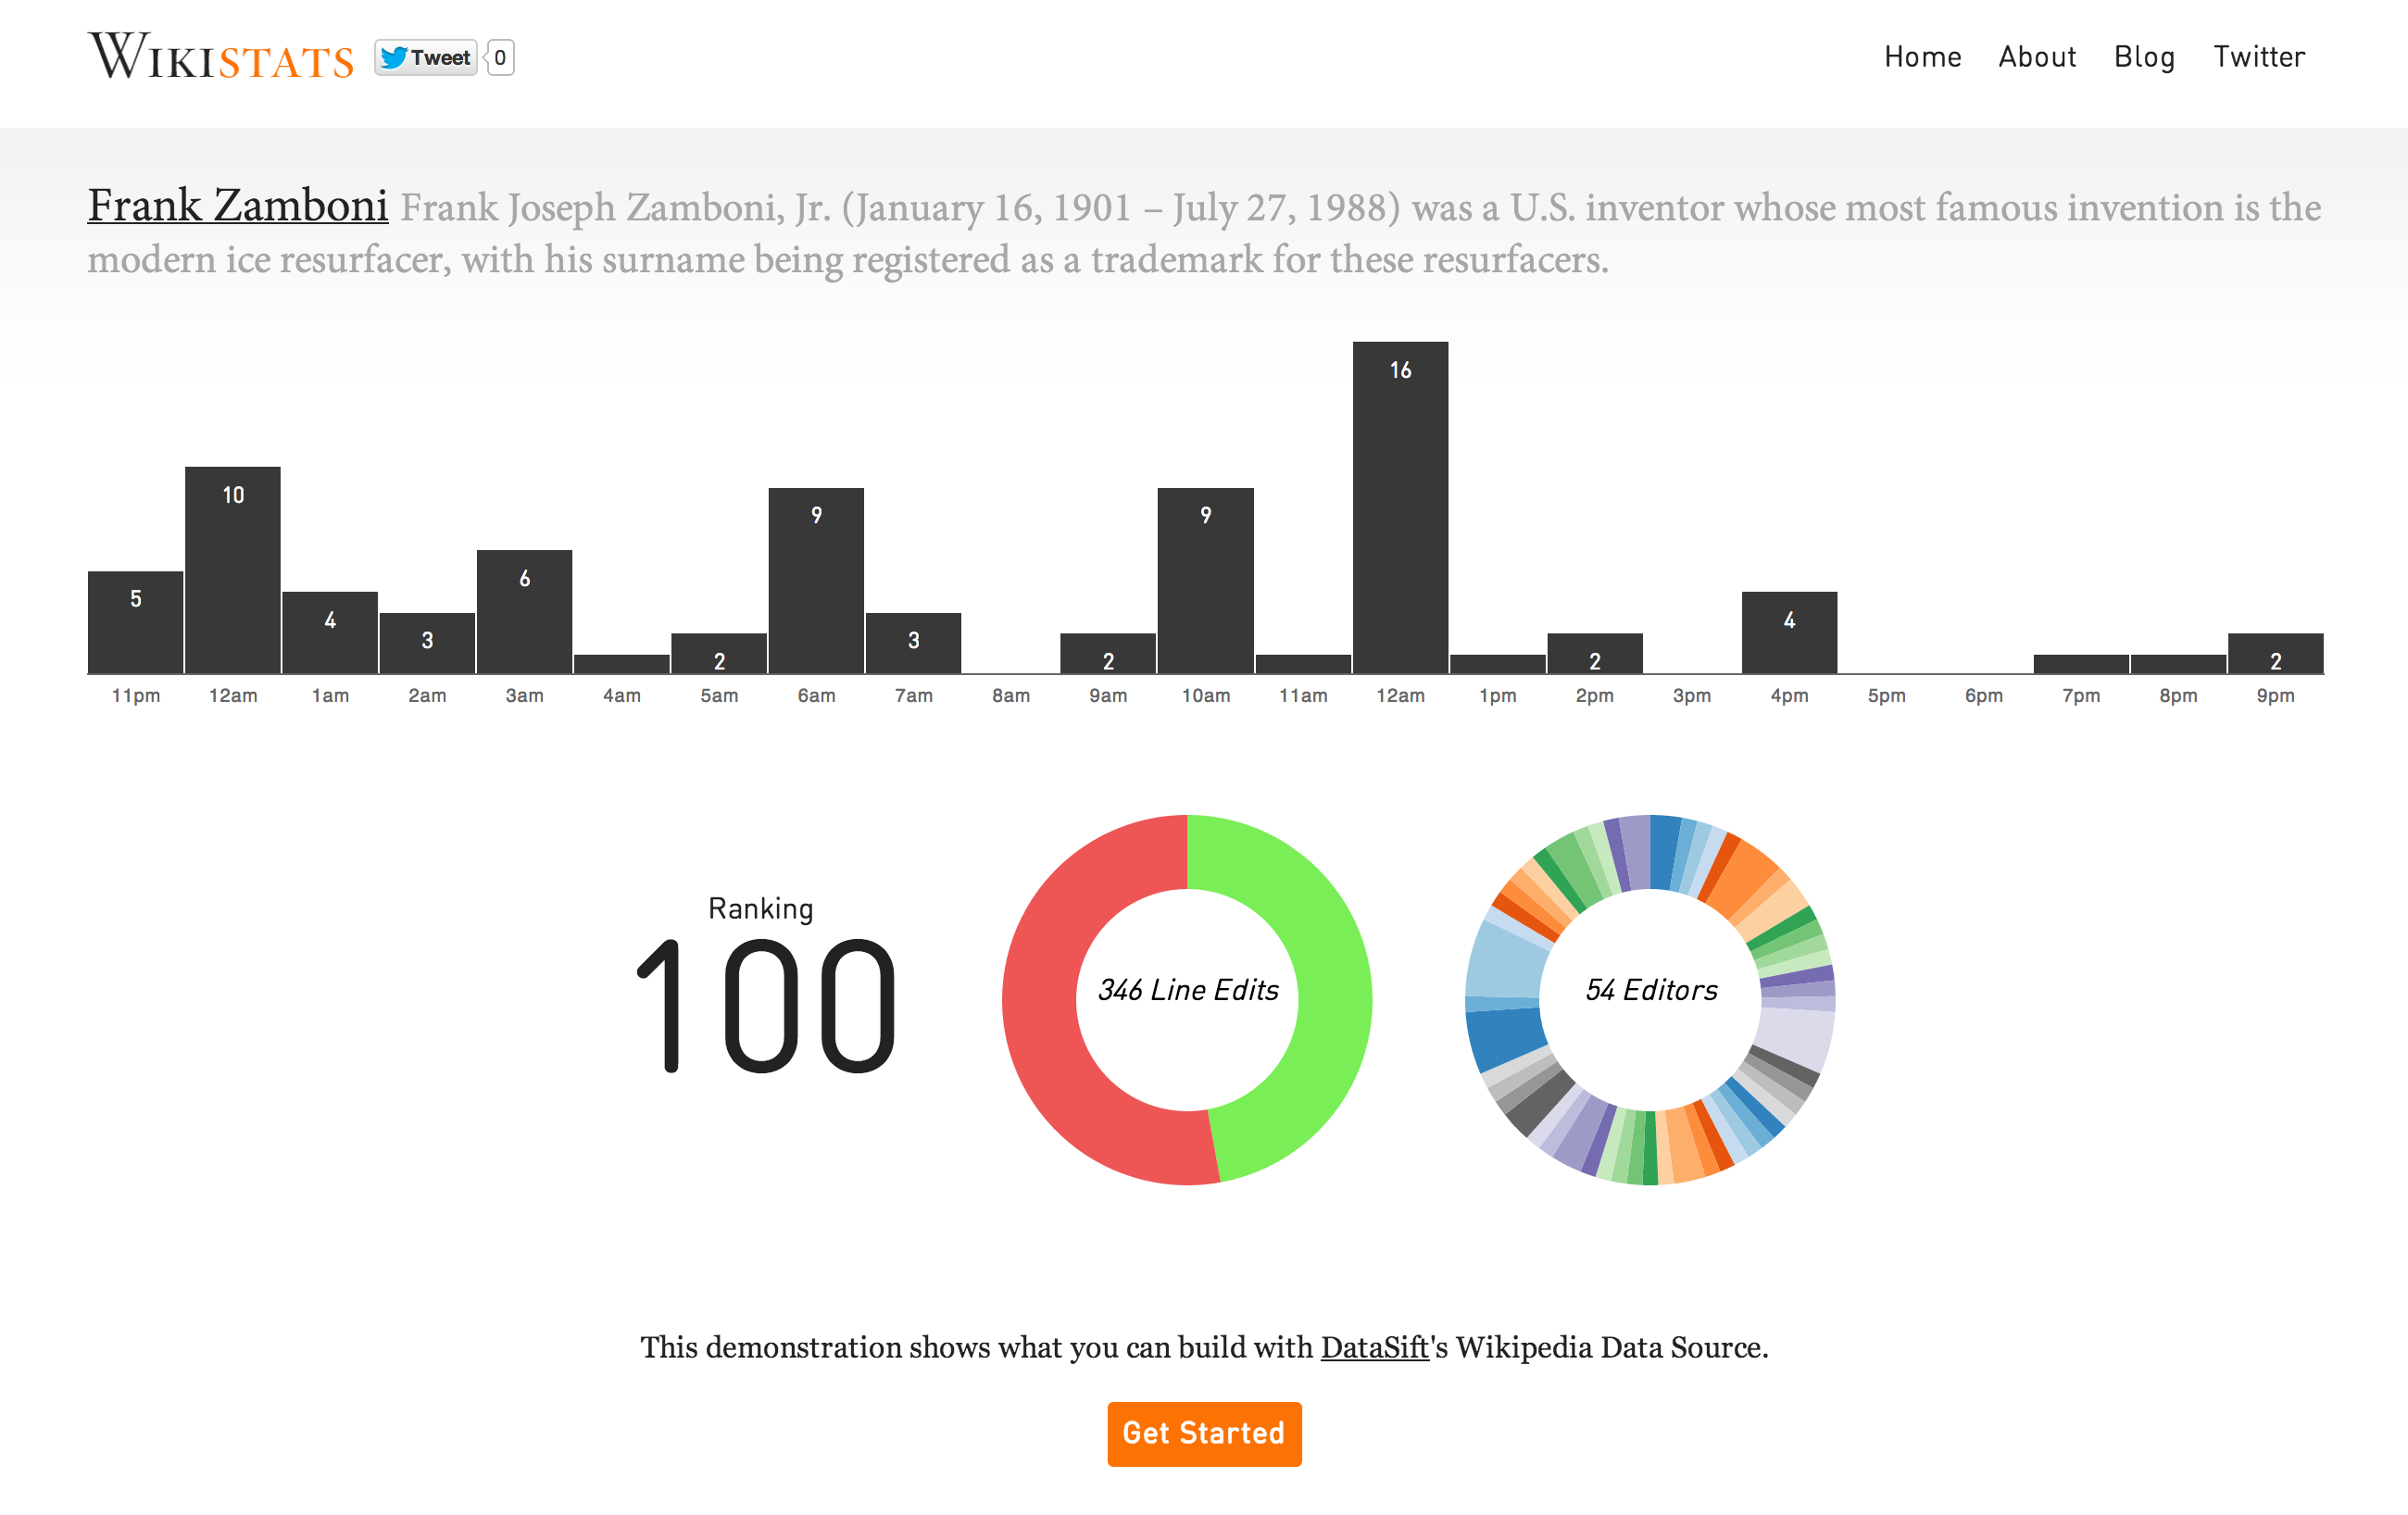 WIKISTATS Tweet 0 Home About Blog Twitter
Frank Zamboni Frank Joseph Zamboni, Jr. (January 16, 1901 – July 27, 1988) was a U.S. inventor whose most famous invention is the
modern ice resurfacer, with his surname being registered as a trademark for these resurfacers.
5 10 4 3 6 2 9 3 2 9 16 2 4 2
11pm 12am 1am 2am 3am 4am 5am 6am 7am 8am 9am 10am 11am 12am 1pm 2pm 3pm 4pm 5pm 6pm 7pm 8pm 9pm
Ranking
100
346 Line Edits
54 Editors
This demonstration shows what you can build with DataSift's Wikipedia Data Source.
Get Started